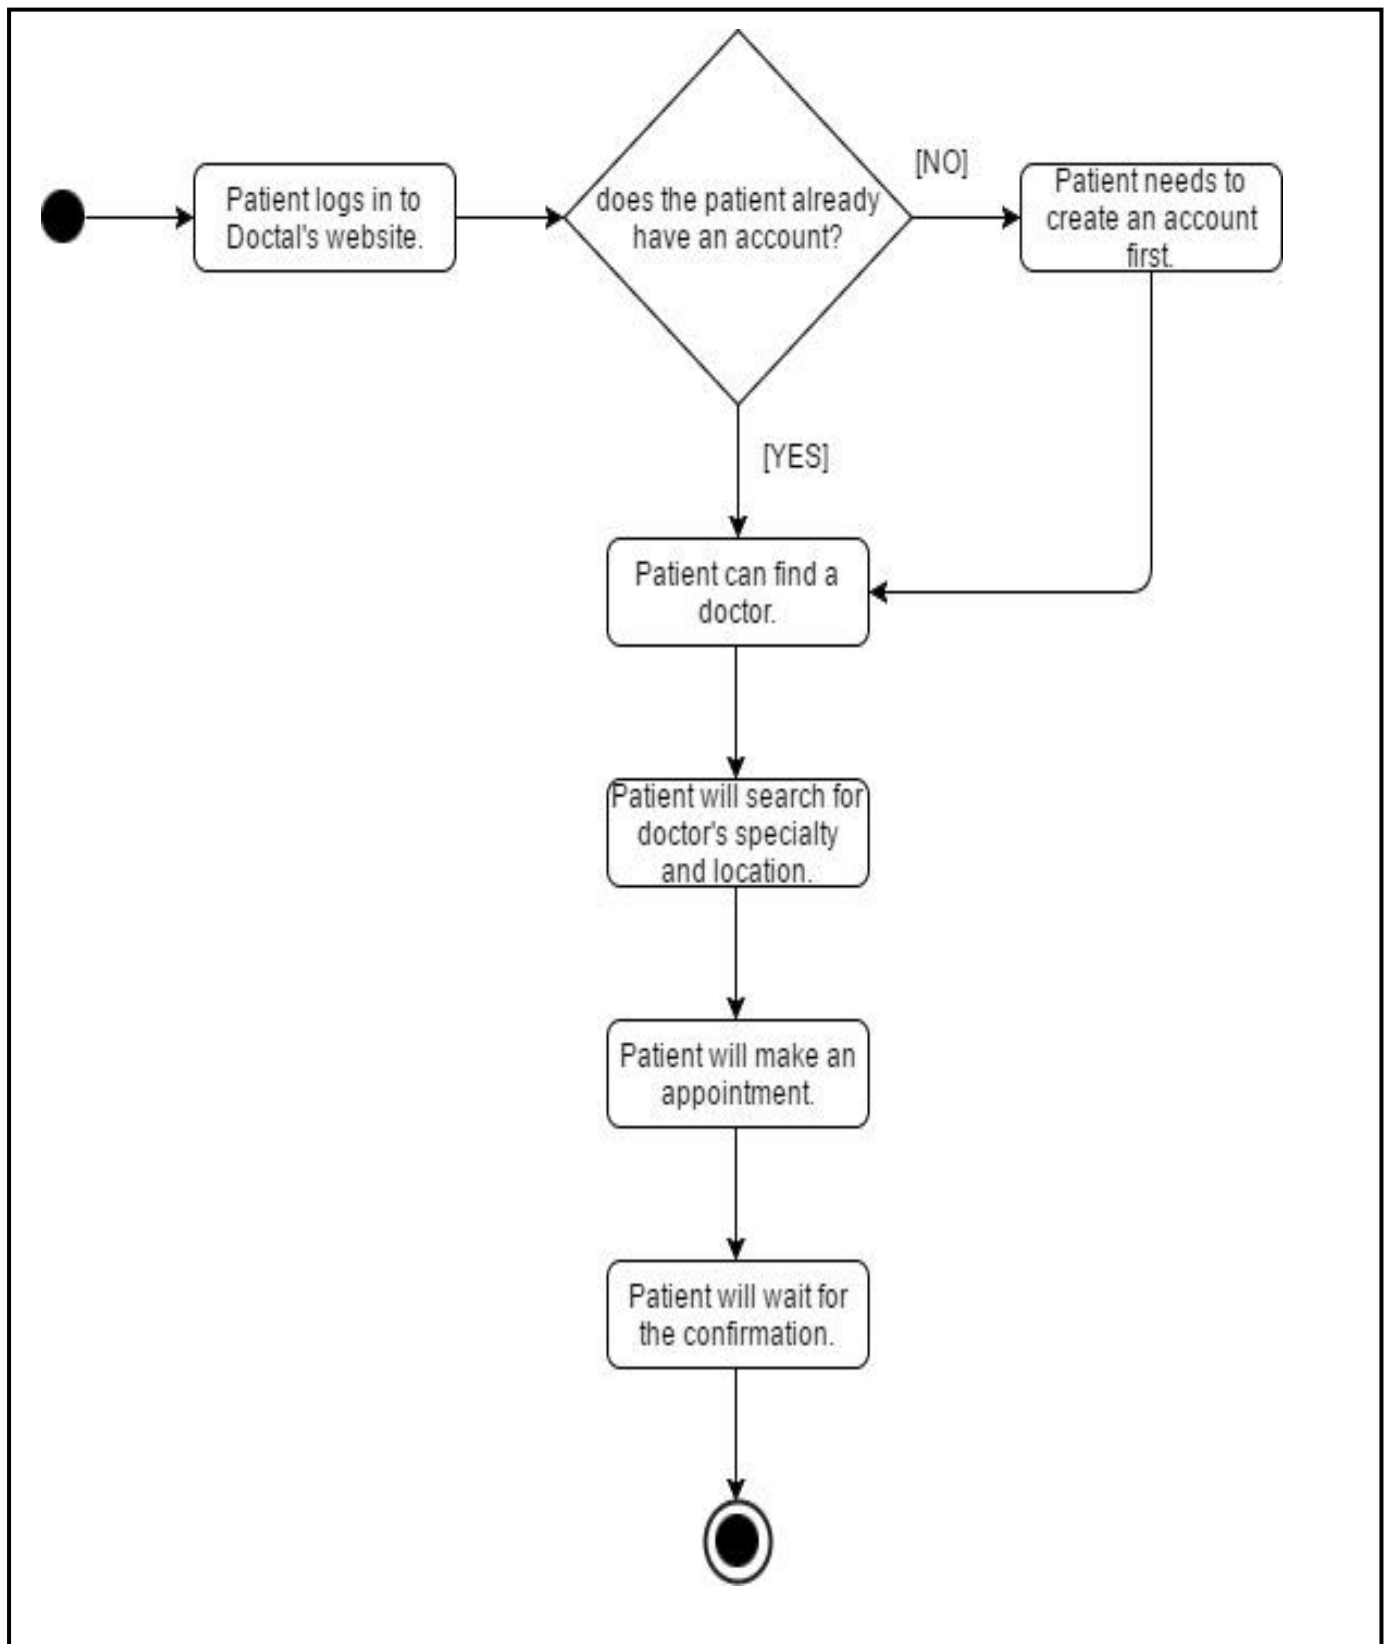 Patient logs in to
Doctal's website.
does the patient already
have an account?
[NO]
Patient needs to
create an account
first.
[YES]
Patient can find a
doctor.
Patient will search for
doctor's specialty
and location.
Patient will make an
appointment.
Patient will wait for
the confirmation.